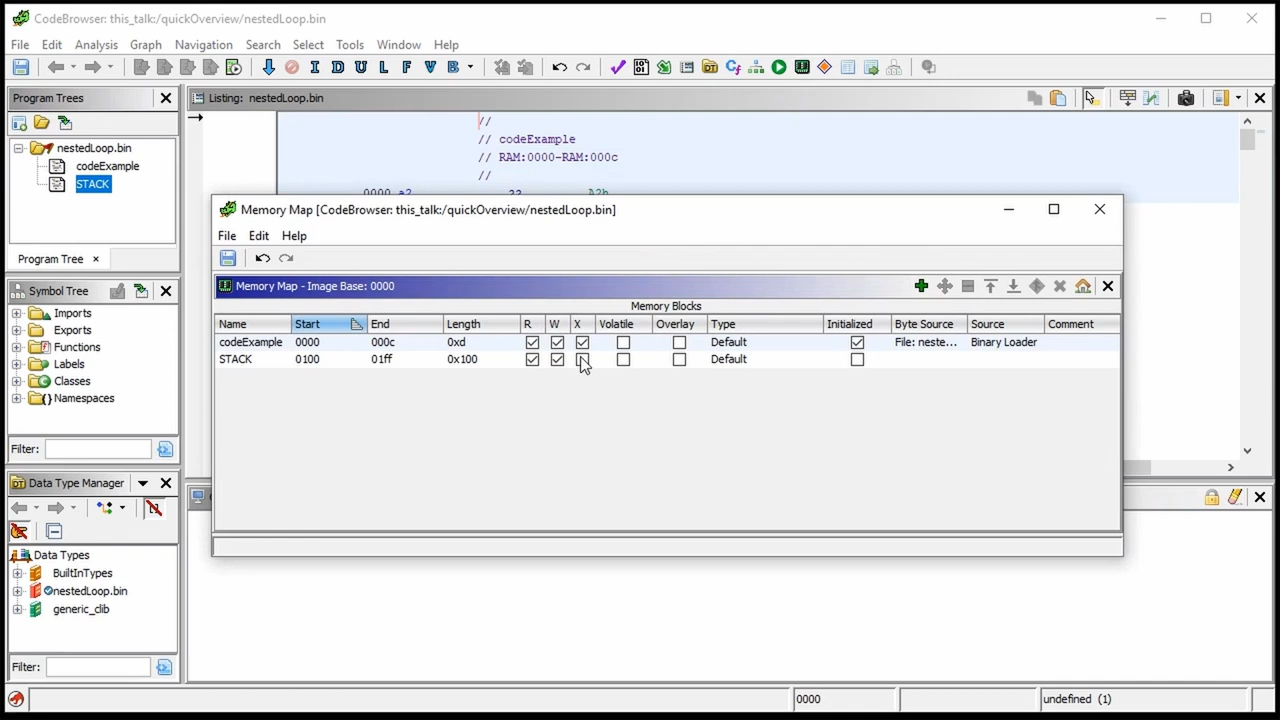 CodeBrowser: this_talk:/quickOverview/nestedLoop.bin
File Edit Analysis Graph Navigation Search Select Tools Window Help
I D U L F V B
Program Trees
nestedLoop.bin
codeExample
STACK
Program Tree ×
Listing: nestedLoop.bin
//
// codeExample
// RAM:0000-RAM:000c
//
0000 a2 ?? A2h
Memory Map [CodeBrowser: this_talk:/quickOverview/nestedLoop.bin]
File Edit Help
Memory Map - Image Base: 0000
Memory Blocks
Name Start End Length R W X Volatile Overlay Type Initialized Byte Source Source Comment
codeExample 0000 000c 0xd Default File: neste... Binary Loader
STACK 0100 01ff 0x100 Default
Symbol Tree
Imports
Exports
Functions
Labels
Classes
Namespaces
Filter:
Data Type Manager
Data Types
BuiltInTypes
nestedLoop.bin
generic_clib
Filter:
0000
undefined (1)